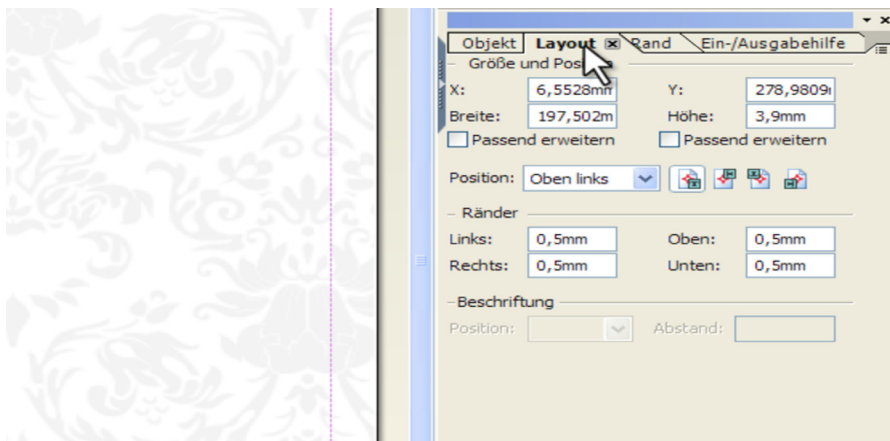 Objekt Layout Rand Ein-/Ausgabehilfe
Größe und
X: 6,5528mm Y: 278,9809
Breite: 197,502m Höhe: 3,9mm
Passend erweitern Passend erweitern
Position: Oben links
Ränder
Links: 0,5mm Oben: 0,5mm
Rechts: 0,5mm Unten: 0,5mm
Beschriftung
Position: Abstand: